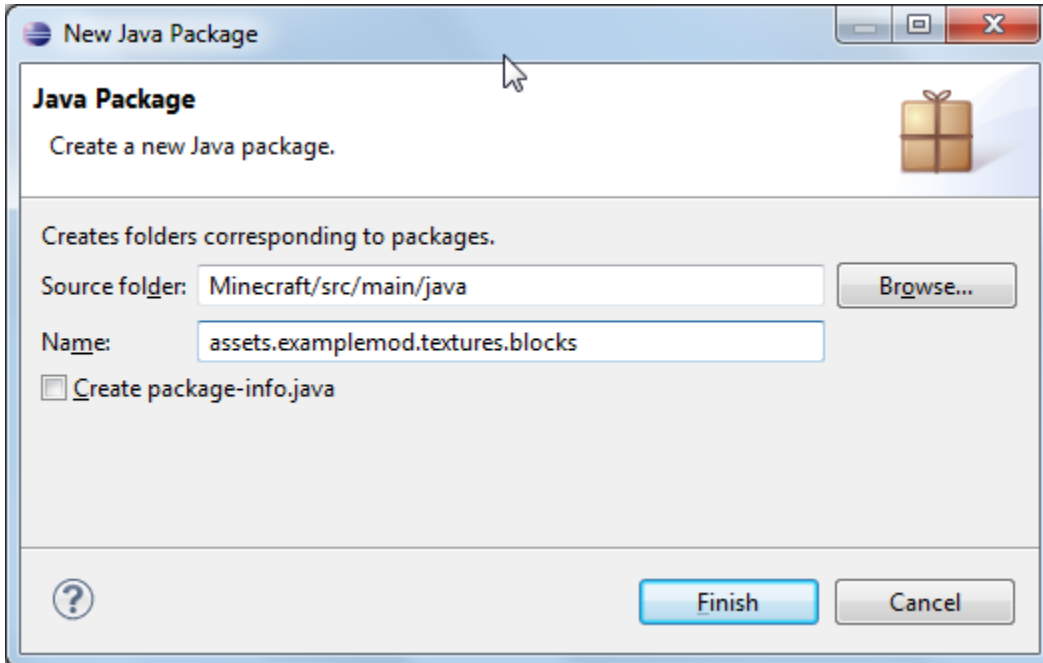 New Java Package
Java Package
Create a new Java package.
Creates folders corresponding to packages.
Source folder: Minecraft/src/main/java Browse...
Name: assets.examplemod.textures.blocks
Create package-info.java
? Finish Cancel